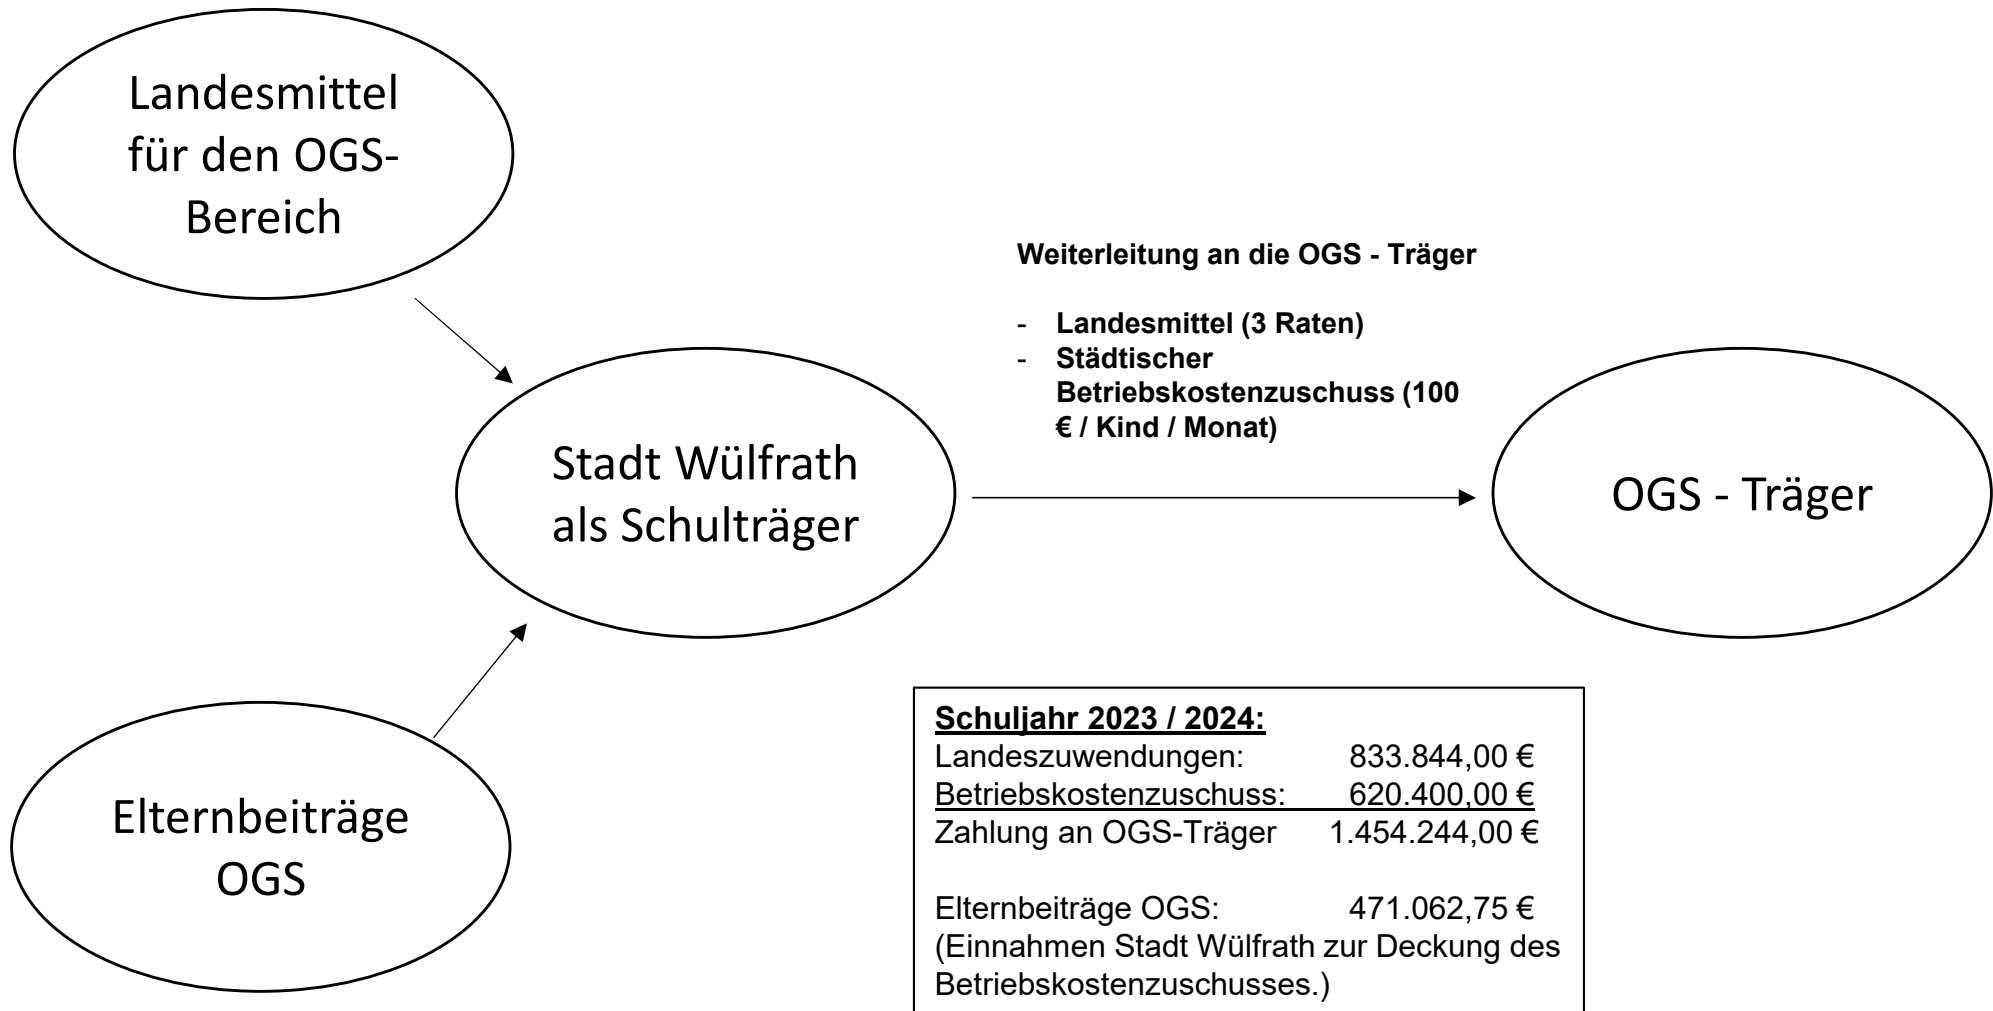 Landesmittel
für den OGS-
Bereich
Weiterleitung an die OGS - Träger
- Landesmittel (3 Raten)
- Städtischer
Betriebskostenzuschuss (100
€ / Kind / Monat)
Stadt Wülfrath
als Schulträger
OGS - Träger
Elternbeiträge
OGS
Schuljahr 2023 / 2024:
Landeszuwendungen: 833.844,00 €
Betriebskostenzuschuss: 620.400,00 €
Zahlung an OGS-Träger 1.454.244,00 €
Elternbeiträge OGS: 471.062,75 €
(Einnahmen Stadt Wülfrath zur Deckung des
Betriebskostenzuschusses.)